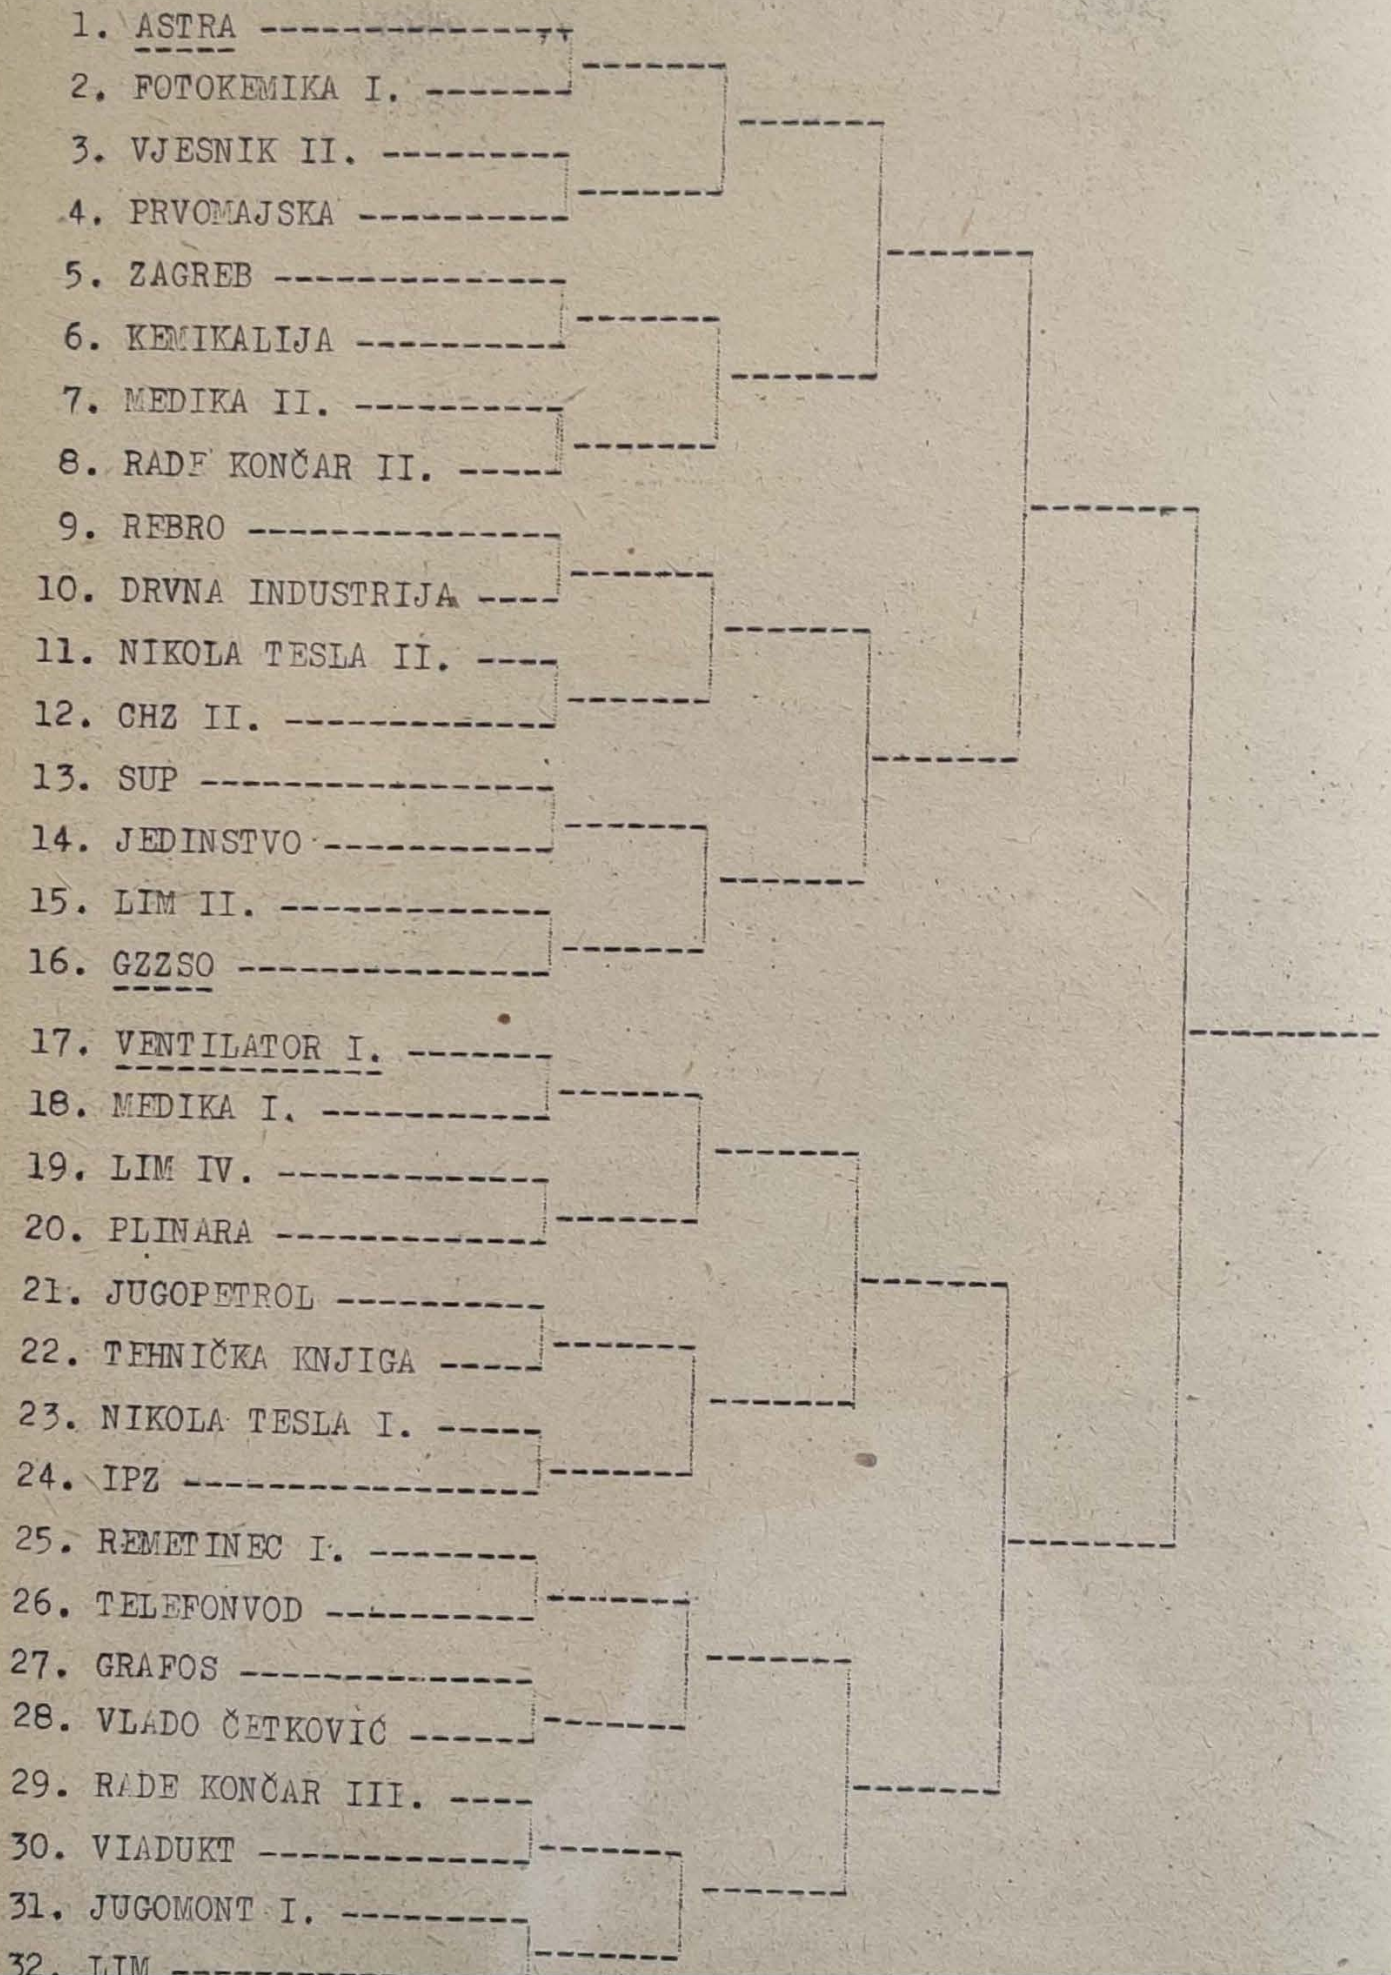 1. ASTRA
2. FOTOKEMIKA I.
3. VJESNIK II.
4. PRVOMAJSKA
5. ZAGREB
6. KEMIKALIJA
7. MEDIKA II.
8. RADE KONČAR II.
9. REBRO
10. DRVNA INDUSTRIJA
11. NIKOLA TESLA II.
12. CHZ II.
13. SUP
14. JEDINSTVO
15. LIM II.
16. GZZSO
17. VENTILATOR I.
18. MEDIKA I.
19. LIM IV.
20. PLINARA
21. JUGOPETROL
22. TEHNIČKA KNJIGA
23. NIKOLA TESLA I.
24. IPZ
25. REMETINEC I.
26. TELEFONVOD
27. GRAFOS
28. VLADO ČETKOVIĆ
29. RADE KONČAR III.
30. VIADUKT
31. JUGOMONT I.
32. LIM